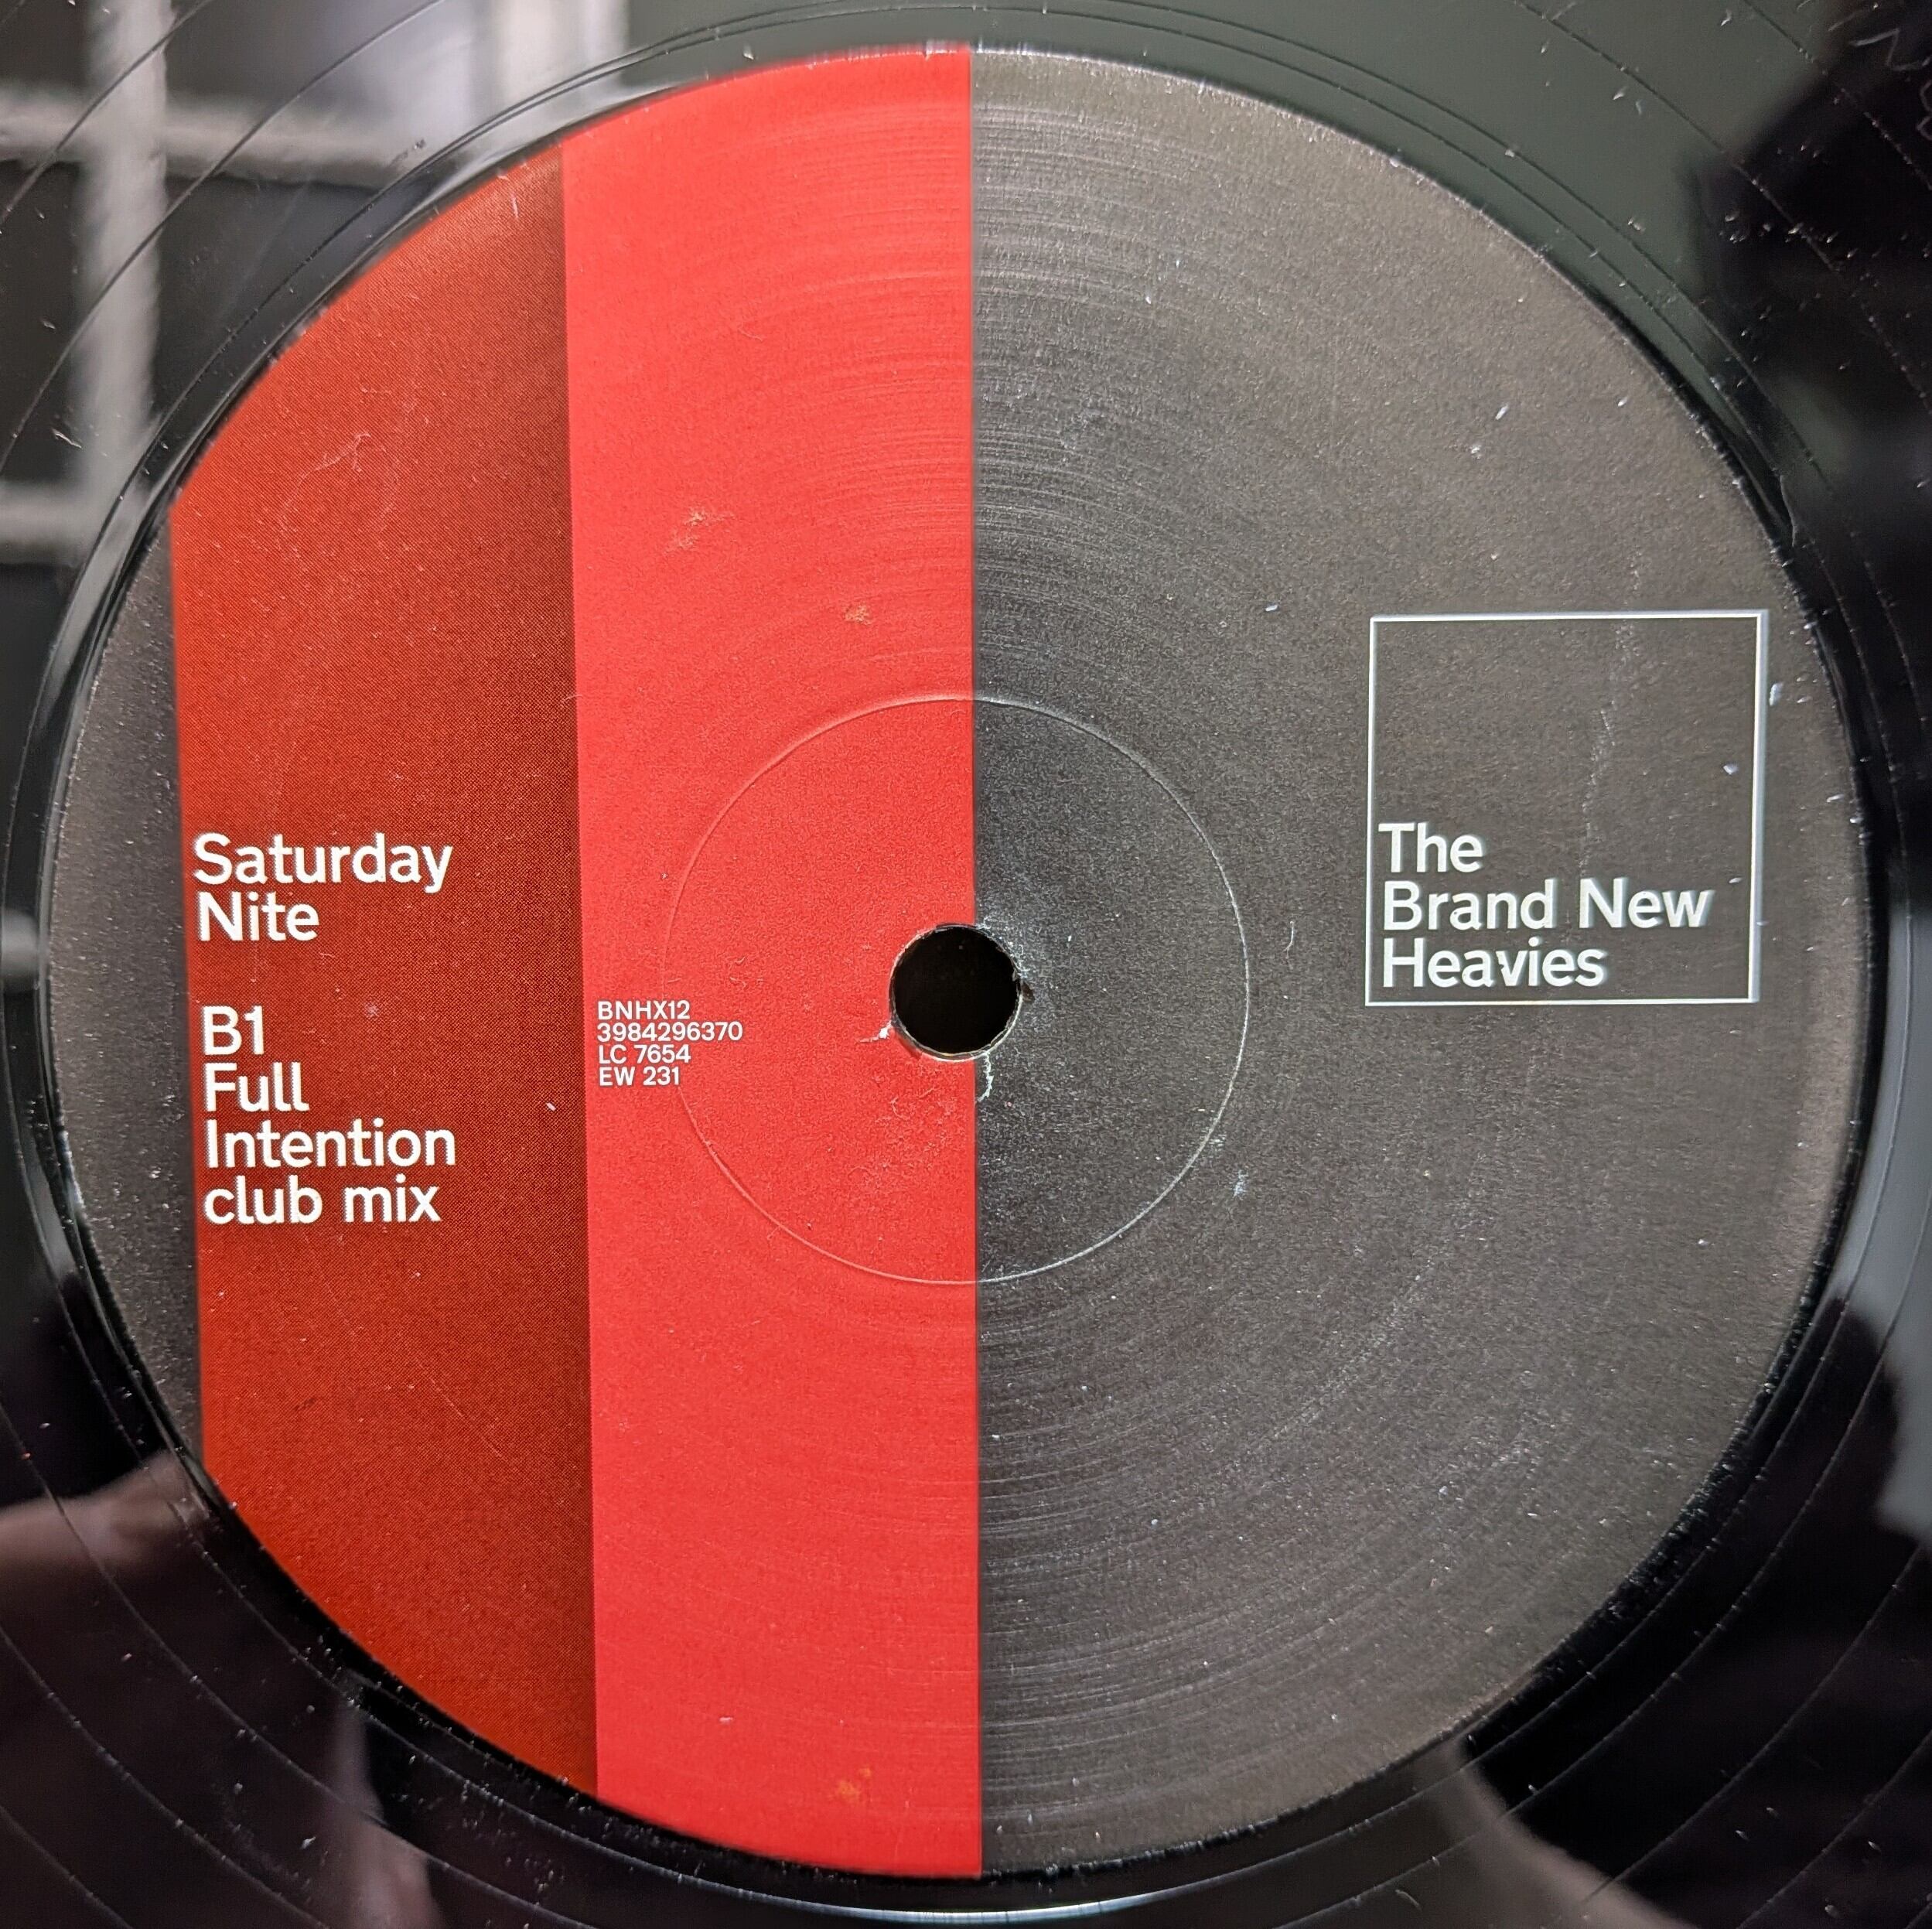 Saturday
Nite
B1
Full
Intention
club mix
BNHX12
3984296370
LC 7654
EW 231
The
Brand New
Heavies